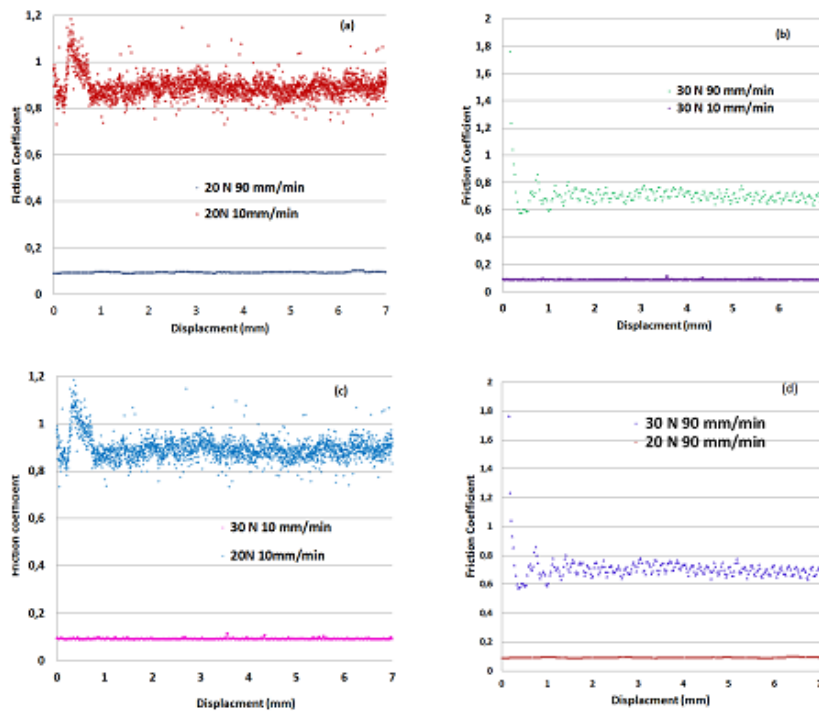 (a)
1,2
1
0,8
0,6
0,4
0,2
0
Fiction Coefficient
20 N 90 mm/min
20N 10mm/min
0 1 2 3 4 5 6 7
Displacment (mm)
(b)
2
1,8
1,6
1,4
1,2
1
0,8
0,6
0,4
0,2
0
Friction Coefficient
30 N 90 mm/min
30 N 10 mm/min
0 1 2 3 4 5 6
Displacment (mm)
(c)
1,2
1
0,8
0,6
0,4
0,2
0
Friction coefficient
30 N 10 mm/min
20N 10mm/min
0 1 2 3 4 5 6 7
Displacment (mm)
(d)
2
1,8
1,6
1,4
1,2
1
0,8
0,6
0,4
0,2
0
Friction Coefficient
30 N 90 mm/min
20 N 90 mm/min
0 1 2 3 4 5 6 7
Displacment (mm)